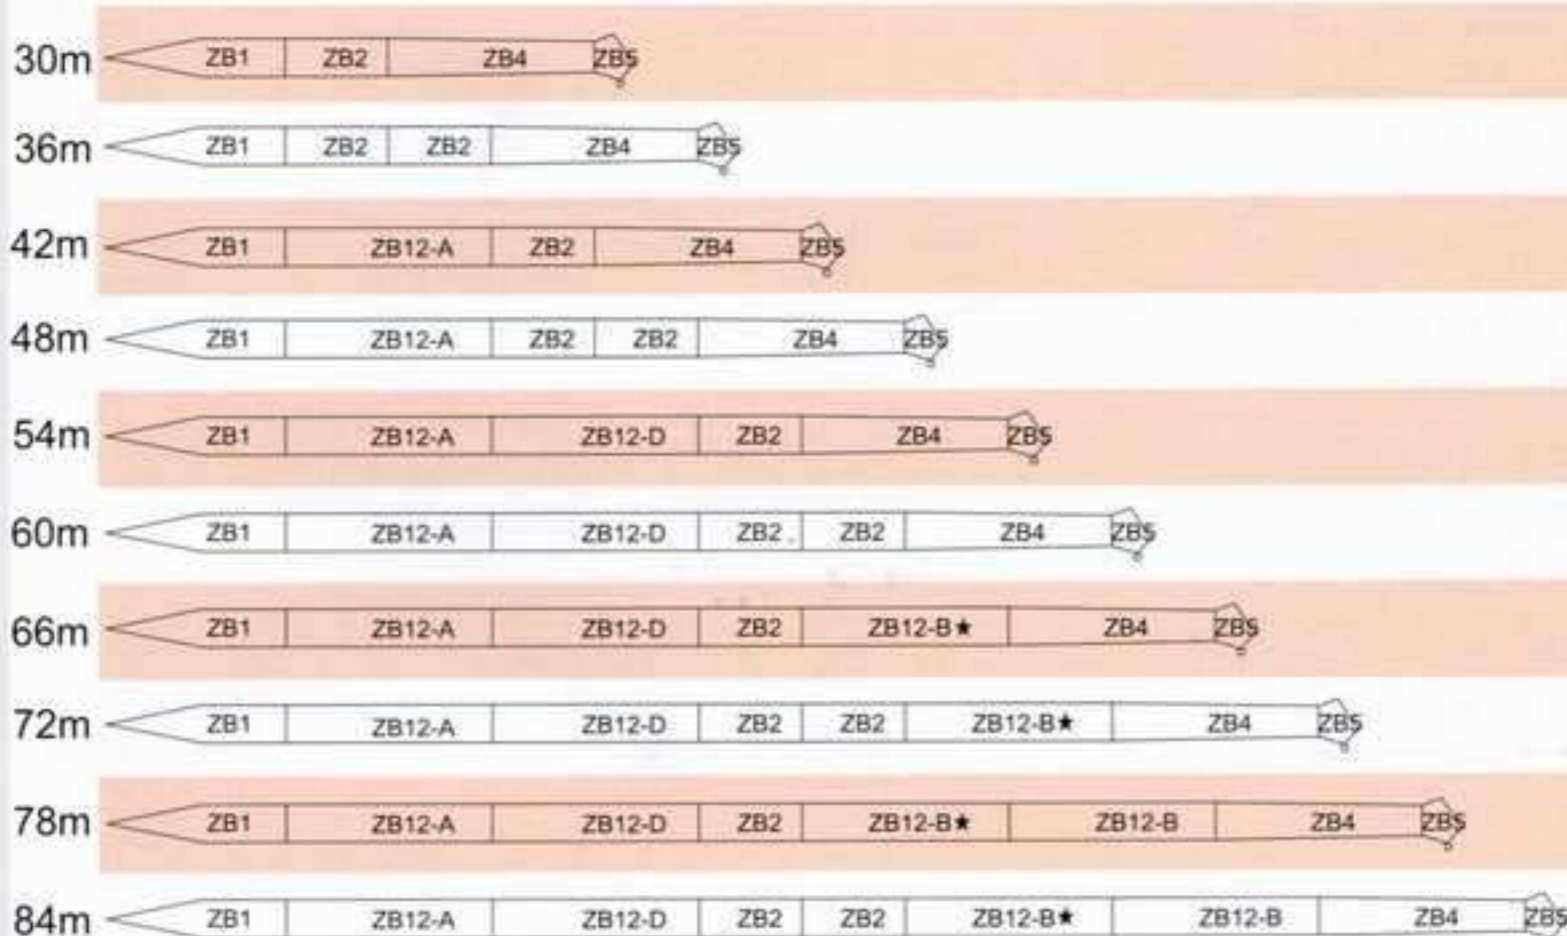 30m ZB1 ZB2 ZB4 ZB5
36m ZB1 ZB2 ZB2 ZB4 ZB5
42m ZB1 ZB12-A ZB2 ZB4 ZB5
48m ZB1 ZB12-A ZB2 ZB2 ZB4 ZB5
54m ZB1 ZB12-A ZB12-D ZB2 ZB4 ZB5
60m ZB1 ZB12-A ZB12-D ZB2 ZB2 ZB4 ZB5
66m ZB1 ZB12-A ZB12-D ZB2 ZB12-B★ ZB4 ZB5
72m ZB1 ZB12-A ZB12-D ZB2 ZB2 ZB12-B★ ZB4 ZB5
78m ZB1 ZB12-A ZB12-D ZB2 ZB12-B★ ZB12-B ZB4 ZB5
84m ZB1 ZB12-A ZB12-D ZB2 ZB2 ZB12-B★ ZB12-B ZB4 ZB5